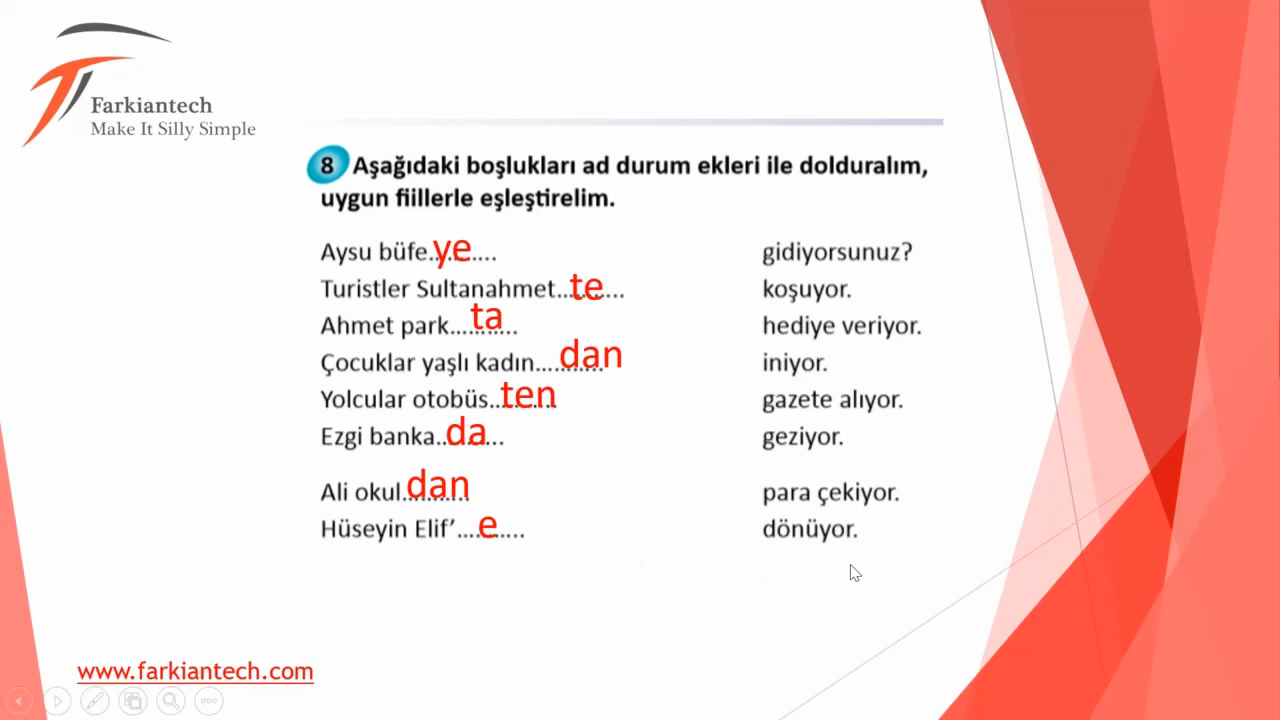 Farkiantech
Make It Silly Simple
8 Aşağıdaki boşlukları ad durum ekleri ile dolduralım,
uygun fiillerle eşleştirelim.
Aysu büfe..ye.... gidiyorsunuz?
Turistler Sultanahmet...te... koşuyor.
Ahmet park...ta... hediye veriyor.
Çocuklar yaşlı kadın...dan iniyor.
Yolcular otobüs..ten gazete alıyor.
Ezgi banka..da... geziyor.
Ali okul.dan para çekiyor.
Hüseyin Elif’...e.... dönüyor.
www.farkiantech.com